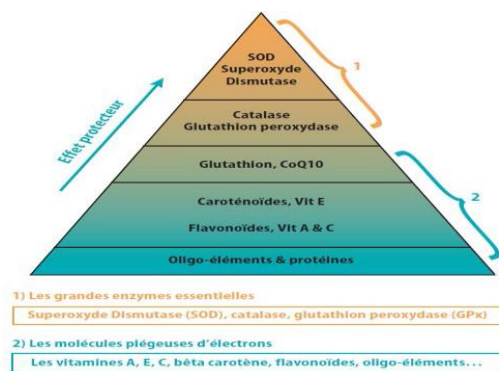 SOD
Superoxyde
Dismutase
1
Effet protecteur
Catalase
Glutathion peroxydase
Glutathion, CoQ10
2
Caroténoïdes, Vit E
Flavonoïdes, Vit A & C
Oligo-éléments & protéines
1) Les grandes enzymes essentielles
Superoxyde Dismutase (SOD), catalase, glutathion peroxydase (GPx)
2) Les molécules piégeuses d'électrons
Les vitamines A, E, C, bêta carotène, flavonoïdes, oligo-éléments...